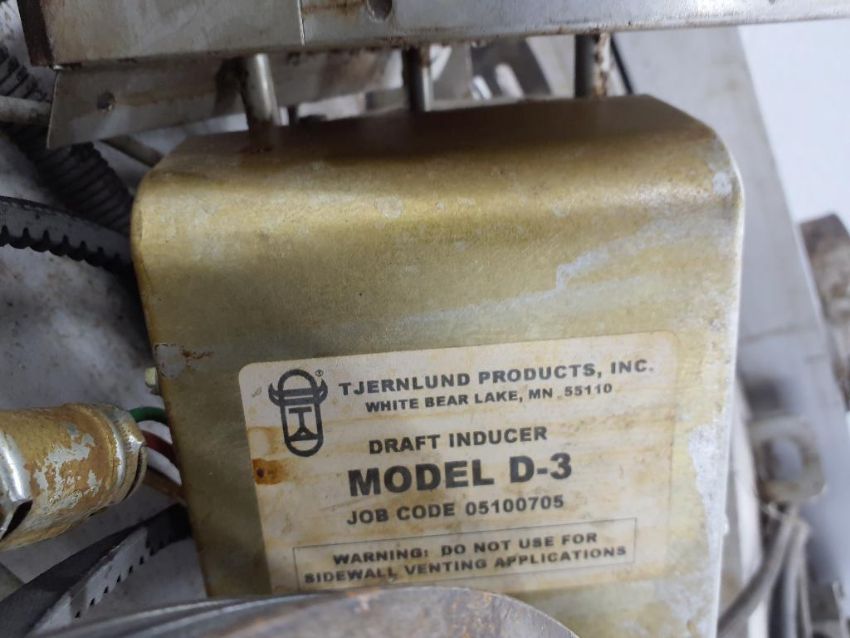 TJERNLUND PRODUCTS, INC.
WHITE BEAR LAKE, MN 55110
DRAFT INDUCER
MODEL D-3
JOB CODE 05100705
WARNING: DO NOT USE FOR
SIDEWALL VENTING APPLICATIONS